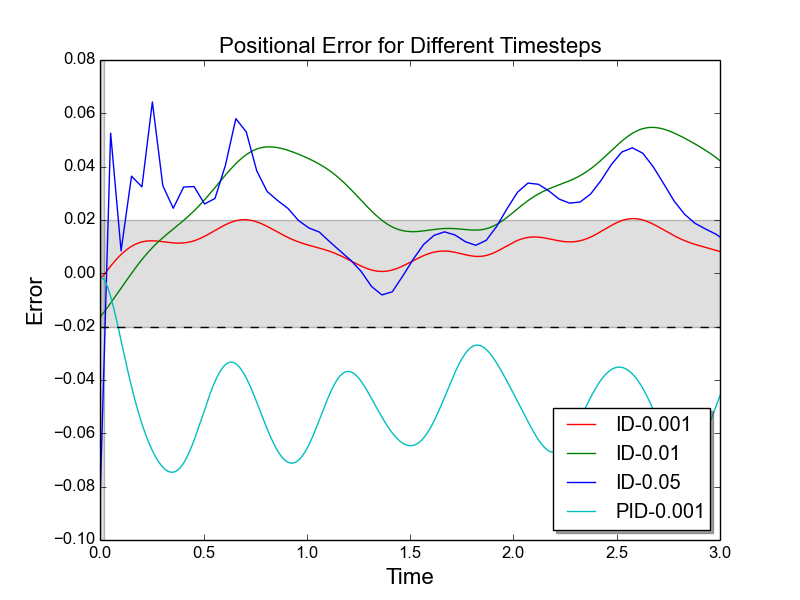 Positional Error for Different Timesteps
0.08
0.06
0.04
0.02
0.00
−0.02
−0.04
−0.06
−0.08
−0.10
Error
0.0 0.5 1.0 1.5 2.0 2.5 3.0
Time
ID-0.001
ID-0.01
ID-0.05
PID-0.001